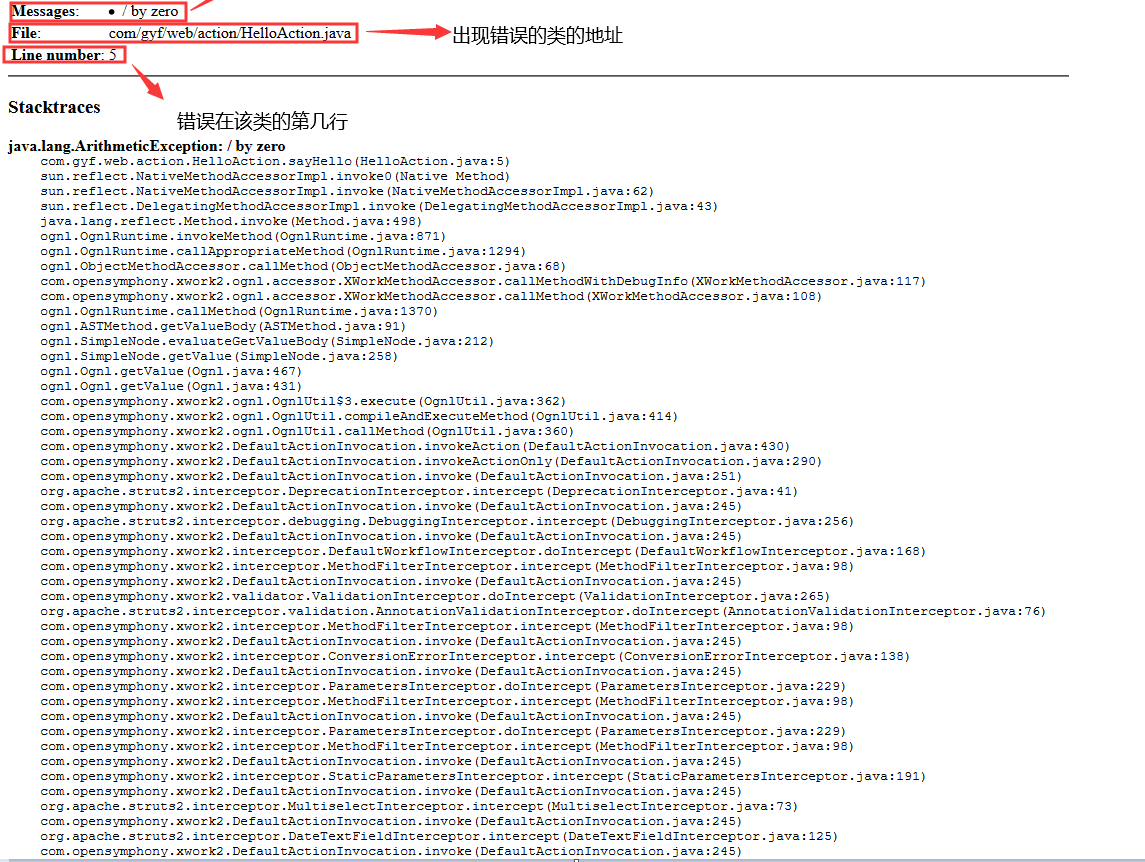 Messages: • / by zero
File: com/gyf/web/action/HelloAction.java 出现错误的类的地址
Line number: 5
Stacktraces
错误在该类的第几行
java.lang.ArithmeticException: / by zero
com.gyf.web.action.HelloAction.sayHello(HelloAction.java:5)
sun.reflect.NativeMethodAccessorImpl.invoke0(Native Method)
sun.reflect.NativeMethodAccessorImpl.invoke(NativeMethodAccessorImpl.java:62)
sun.reflect.DelegatingMethodAccessorImpl.invoke(DelegatingMethodAccessorImpl.java:43)
java.lang.reflect.Method.invoke(Method.java:498)
ognl.OgnlRuntime.invokeMethod(OgnlRuntime.java:871)
ognl.OgnlRuntime.callAppropriateMethod(OgnlRuntime.java:1294)
ognl.ObjectMethodAccessor.callMethod(ObjectMethodAccessor.java:68)
com.opensymphony.xwork2.ognl.accessor.XWorkMethodAccessor.callMethodWithDebugInfo(XWorkMethodAccessor.java:117)
com.opensymphony.xwork2.ognl.accessor.XWorkMethodAccessor.callMethod(XWorkMethodAccessor.java:108)
ognl.OgnlRuntime.callMethod(OgnlRuntime.java:1370)
ognl.ASTMethod.getValueBody(ASTMethod.java:91)
ognl.SimpleNode.evaluateGetValueBody(SimpleNode.java:212)
ognl.SimpleNode.getValue(SimpleNode.java:258)
ognl.Ognl.getValue(Ognl.java:467)
ognl.Ognl.getValue(Ognl.java:431)
com.opensymphony.xwork2.ognl.OgnlUtil$3.execute(OgnlUtil.java:362)
com.opensymphony.xwork2.ognl.OgnlUtil.compileAndExecuteMethod(OgnlUtil.java:414)
com.opensymphony.xwork2.ognl.OgnlUtil.callMethod(OgnlUtil.java:360)
com.opensymphony.xwork2.DefaultActionInvocation.invokeAction(DefaultActionInvocation.java:430)
com.opensymphony.xwork2.DefaultActionInvocation.invokeActionOnly(DefaultActionInvocation.java:290)
com.opensymphony.xwork2.DefaultActionInvocation.invoke(DefaultActionInvocation.java:251)
org.apache.struts2.interceptor.DeprecationInterceptor.intercept(DeprecationInterceptor.java:41)
com.opensymphony.xwork2.DefaultActionInvocation.invoke(DefaultActionInvocation.java:245)
org.apache.struts2.interceptor.debugging.DebuggingInterceptor.intercept(DebuggingInterceptor.java:256)
com.opensymphony.xwork2.DefaultActionInvocation.invoke(DefaultActionInvocation.java:245)
com.opensymphony.xwork2.interceptor.DefaultWorkflowInterceptor.doIntercept(DefaultWorkflowInterceptor.java:168)
com.opensymphony.xwork2.interceptor.MethodFilterInterceptor.intercept(MethodFilterInterceptor.java:98)
com.opensymphony.xwork2.DefaultActionInvocation.invoke(DefaultActionInvocation.java:245)
com.opensymphony.xwork2.validator.ValidationInterceptor.doIntercept(ValidationInterceptor.java:265)
org.apache.struts2.interceptor.validation.AnnotationValidationInterceptor.doIntercept(AnnotationValidationInterceptor.java:76)
com.opensymphony.xwork2.interceptor.MethodFilterInterceptor.intercept(MethodFilterInterceptor.java:98)
com.opensymphony.xwork2.DefaultActionInvocation.invoke(DefaultActionInvocation.java:245)
com.opensymphony.xwork2.interceptor.ConversionErrorInterceptor.intercept(ConversionErrorInterceptor.java:138)
com.opensymphony.xwork2.DefaultActionInvocation.invoke(DefaultActionInvocation.java:245)
com.opensymphony.xwork2.interceptor.ParametersInterceptor.doIntercept(ParametersInterceptor.java:229)
com.opensymphony.xwork2.interceptor.MethodFilterInterceptor.intercept(MethodFilterInterceptor.java:98)
com.opensymphony.xwork2.DefaultActionInvocation.invoke(DefaultActionInvocation.java:245)
com.opensymphony.xwork2.interceptor.ParametersInterceptor.doIntercept(ParametersInterceptor.java:229)
com.opensymphony.xwork2.interceptor.MethodFilterInterceptor.intercept(MethodFilterInterceptor.java:98)
com.opensymphony.xwork2.DefaultActionInvocation.invoke(DefaultActionInvocation.java:245)
com.opensymphony.xwork2.interceptor.StaticParametersInterceptor.intercept(StaticParametersInterceptor.java:191)
com.opensymphony.xwork2.DefaultActionInvocation.invoke(DefaultActionInvocation.java:245)
org.apache.struts2.interceptor.MultiselectInterceptor.intercept(MultiselectInterceptor.java:73)
com.opensymphony.xwork2.DefaultActionInvocation.invoke(DefaultActionInvocation.java:245)
org.apache.struts2.interceptor.DateTextFieldInterceptor.intercept(DateTextFieldInterceptor.java:125)
com.opensymphony.xwork2.DefaultActionInvocation.invoke(DefaultActionInvocation.java:245)